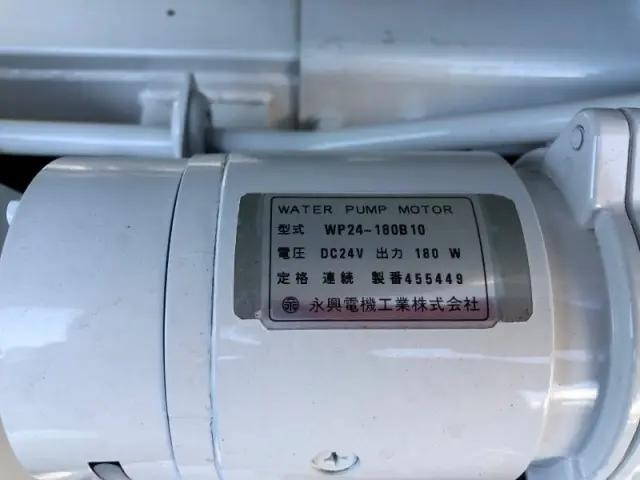 WATER PUMP MOTOR
型式 WP24-180B10
電圧 DC24V 出力 180 W
定格 連続 製番455449
永興電機工業株式会社